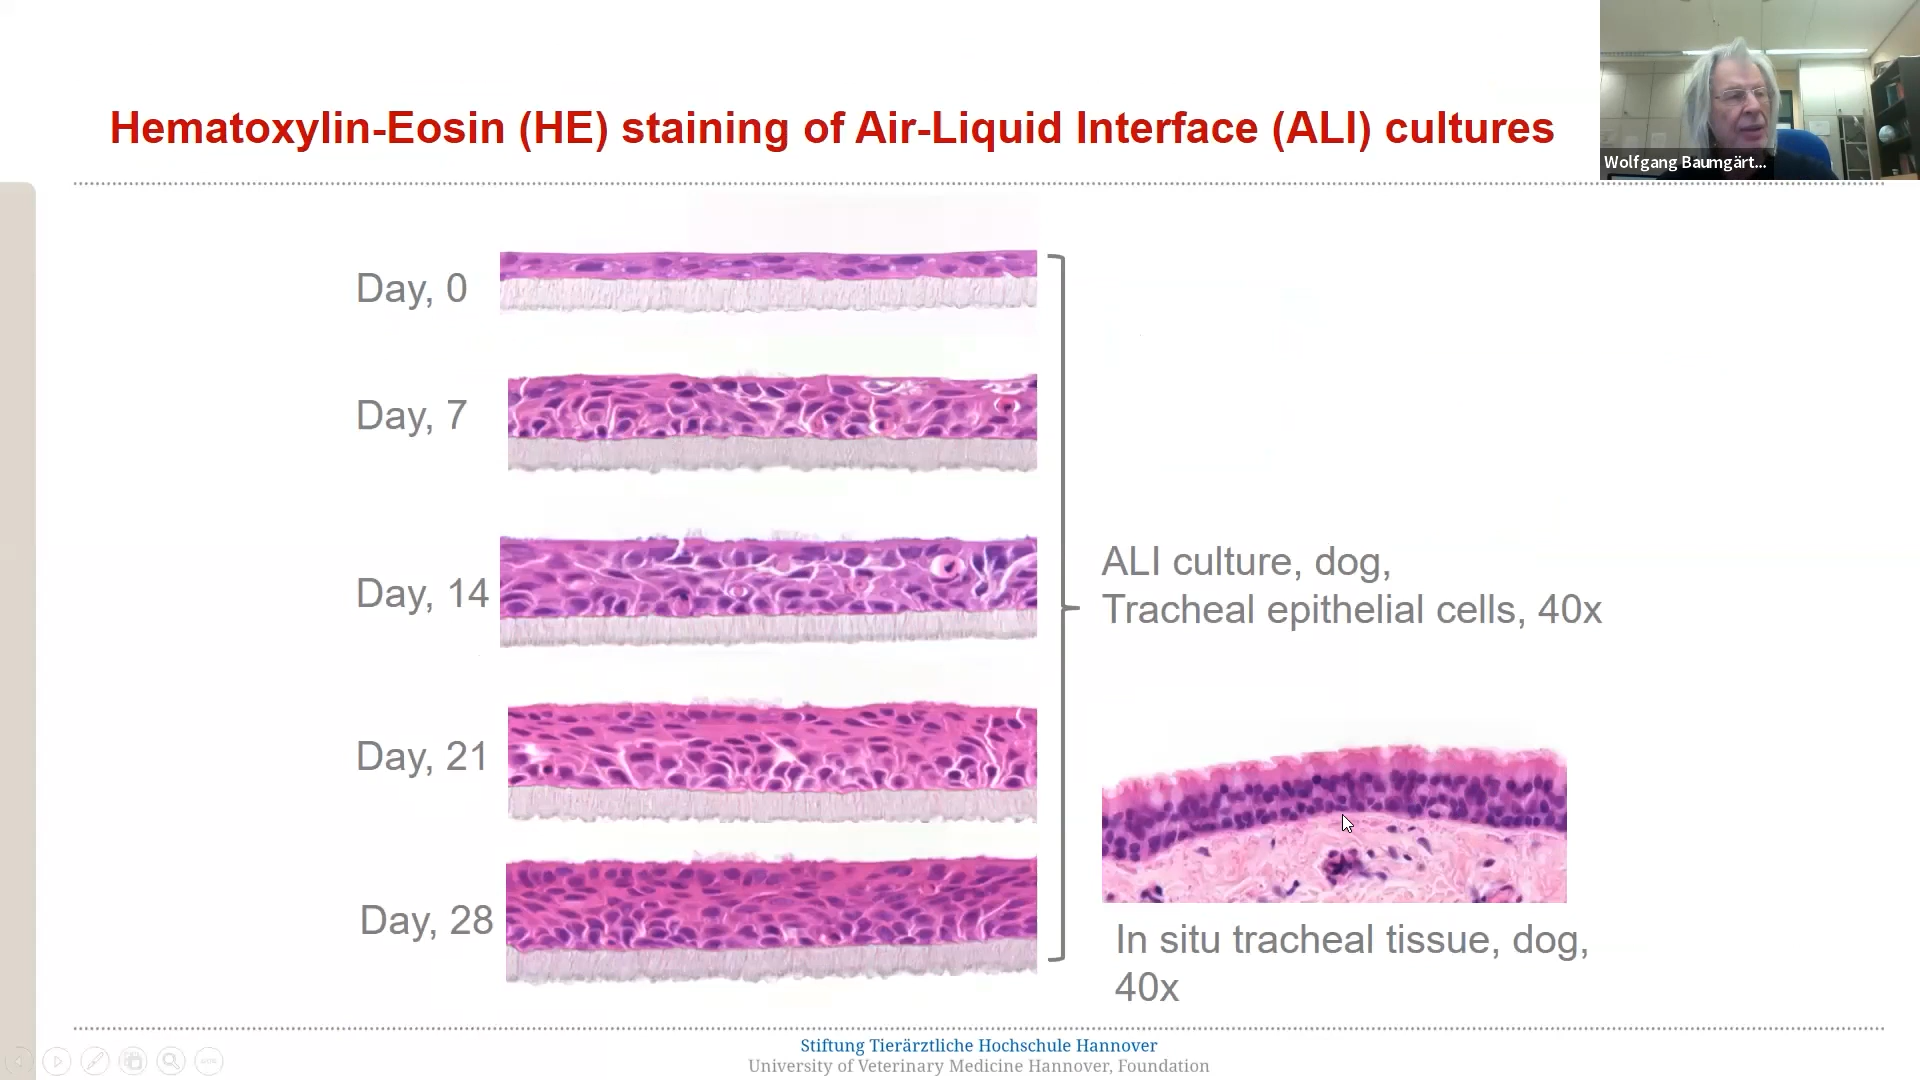 Hematoxylin-Eosin (HE) staining of Air-Liquid Interface (ALI) cultures
Wolfgang Baumgärt...
Day, 0
Day, 7
Day, 14
Day, 21
Day, 28
ALI culture, dog,
Tracheal epithelial cells, 40x
In situ tracheal tissue, dog,
40x
Stiftung Tierärztliche Hochschule Hannover
University of Veterinary Medicine Hannover, Foundation